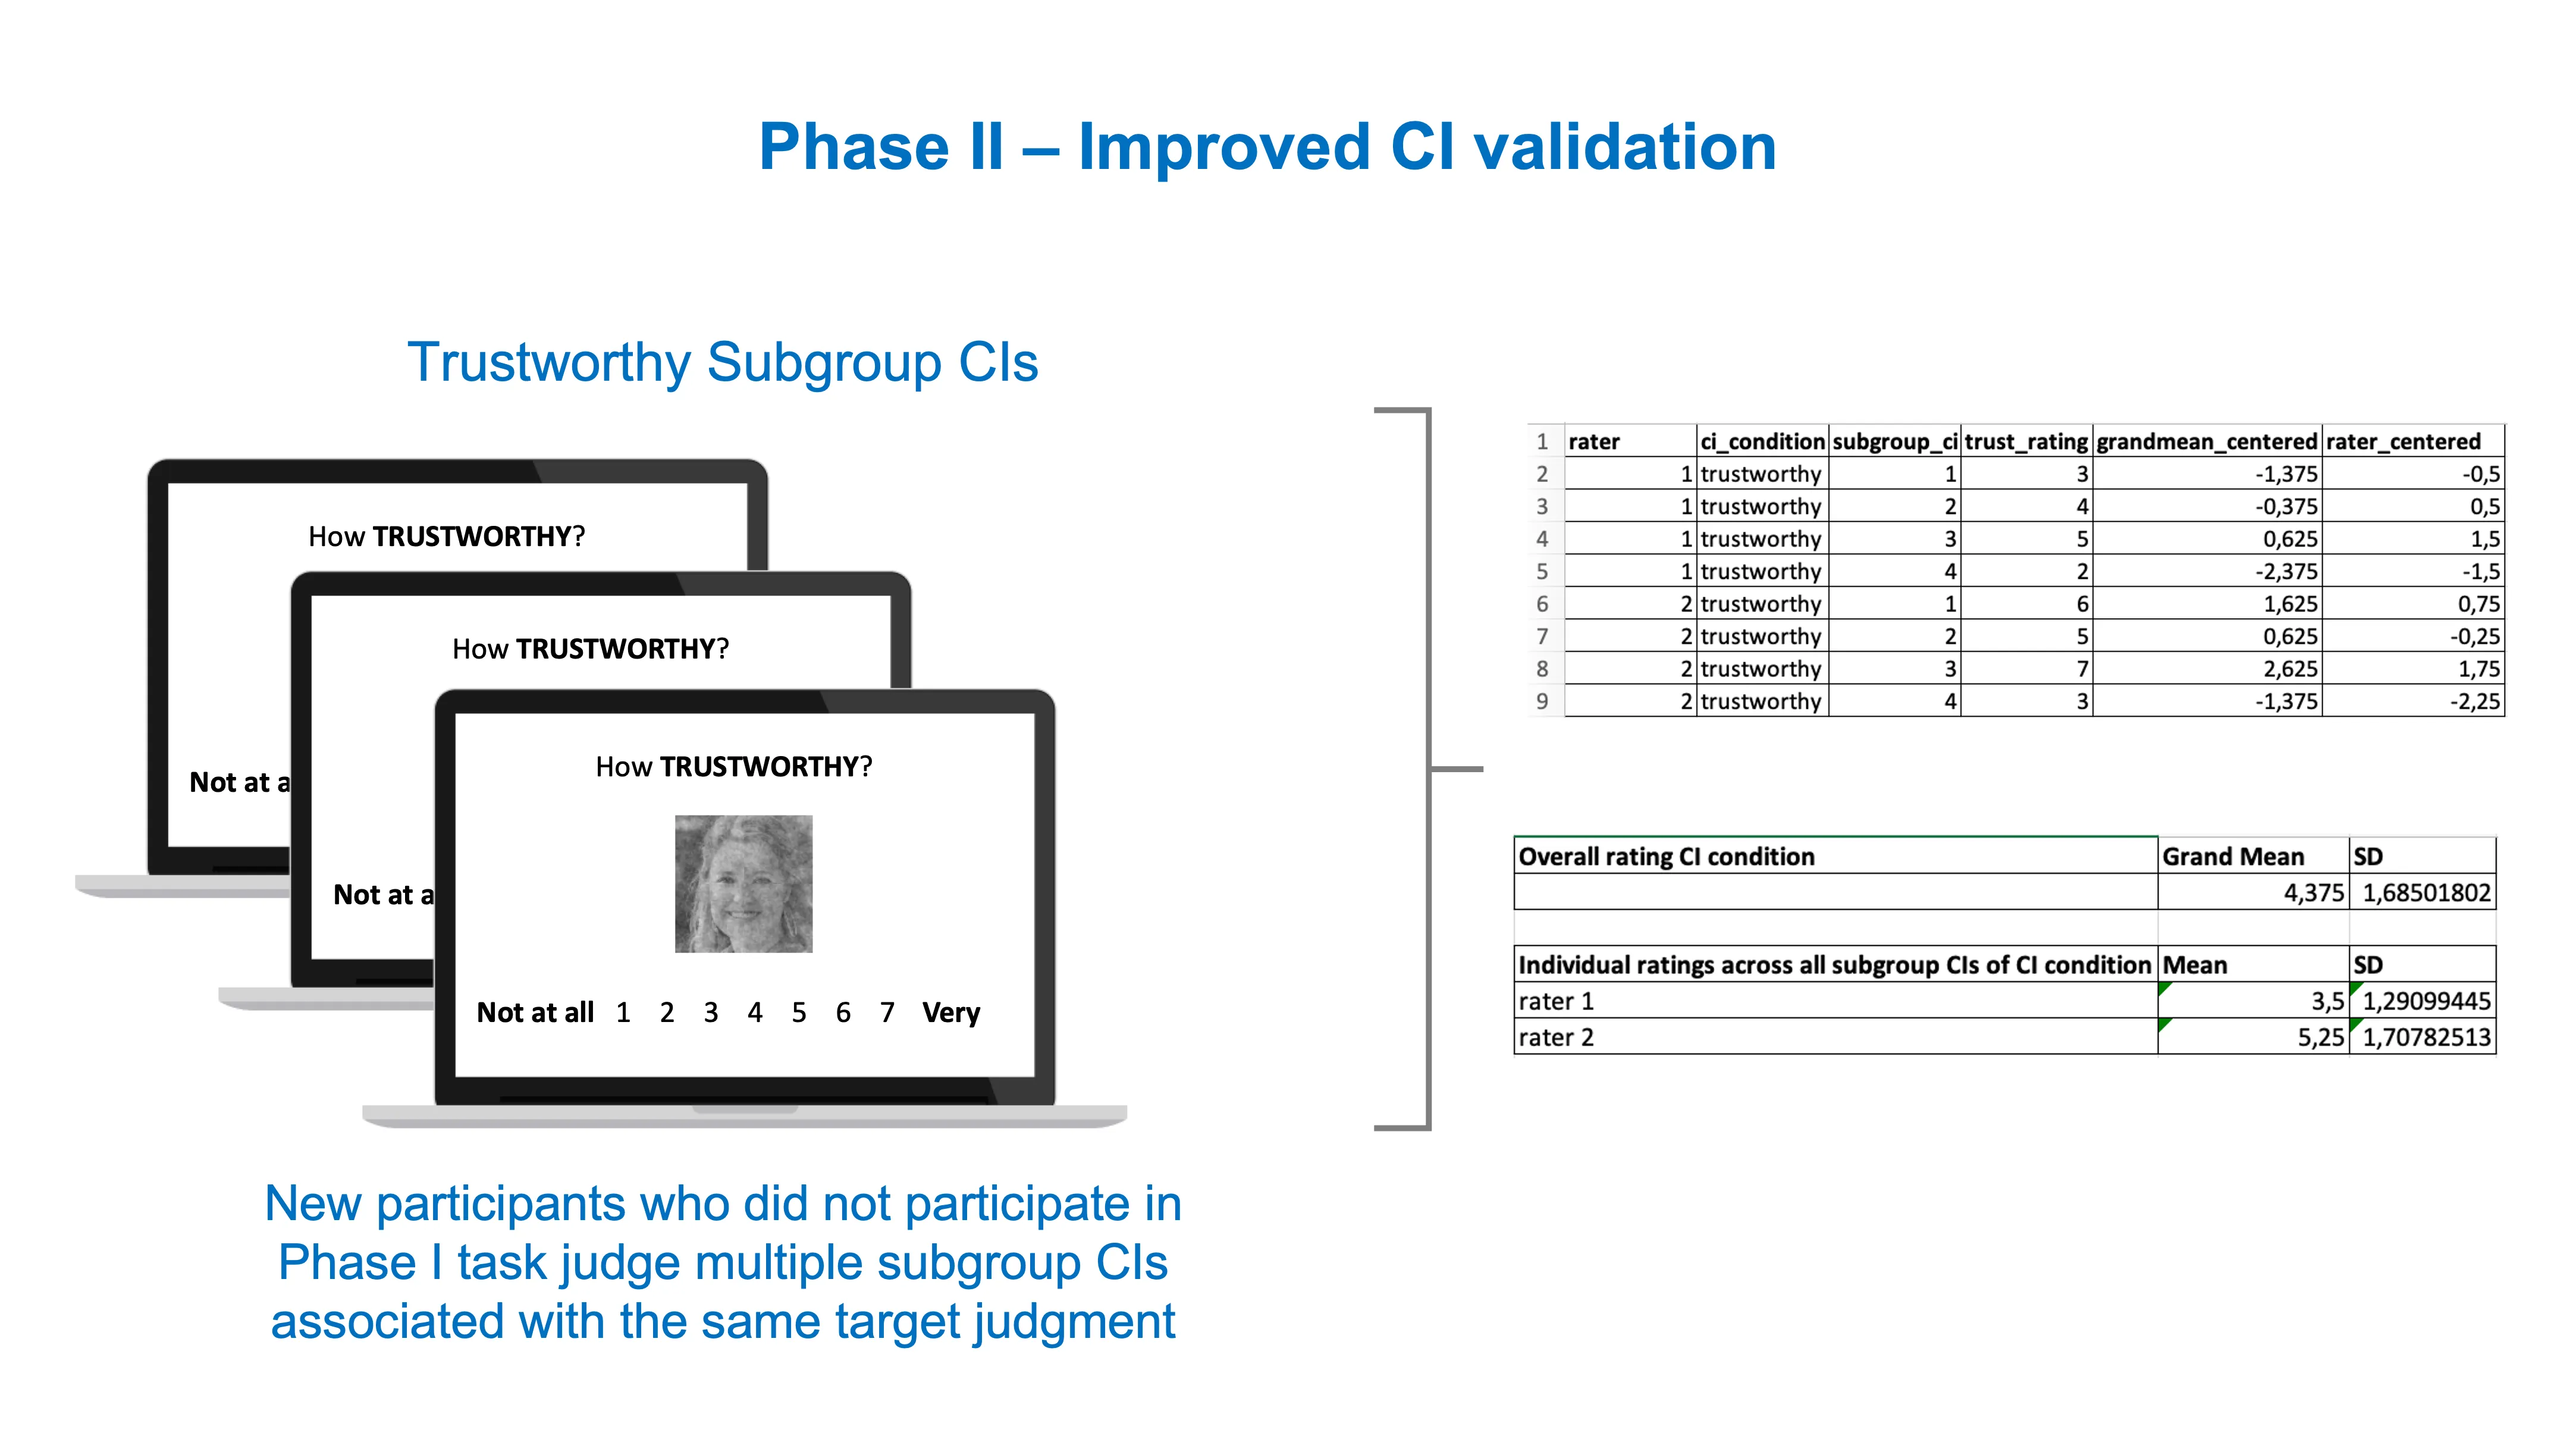 Phase II – Improved CI validation
Trustworthy Subgroup CIs
How TRUSTWORTHY?
Not at a
How TRUSTWORTHY?
Not at a
How TRUSTWORTHY?
Not at all 1 2 3 4 5 6 7 Very
New participants who did not participate in
Phase I task judge multiple subgroup CIs
associated with the same target judgment
1 rater ci_condition subgroup_ci trust_rating grandmean_centered rater_centered
2 1 trustworthy 1 3 -1,375 -0,5
3 1 trustworthy 2 4 -0,375 0,5
4 1 trustworthy 3 5 0,625 1,5
5 1 trustworthy 4 2 -2,375 -1,5
6 2 trustworthy 1 6 1,625 0,75
7 2 trustworthy 2 5 0,625 -0,25
8 2 trustworthy 3 7 2,625 1,75
9 2 trustworthy 4 3 -1,375 -2,25
Overall rating CI condition Grand Mean SD
4,375 1,68501802
Individual ratings across all subgroup CIs of CI condition Mean SD
rater 1 3,5 1,29099445
rater 2 5,25 1,70782513